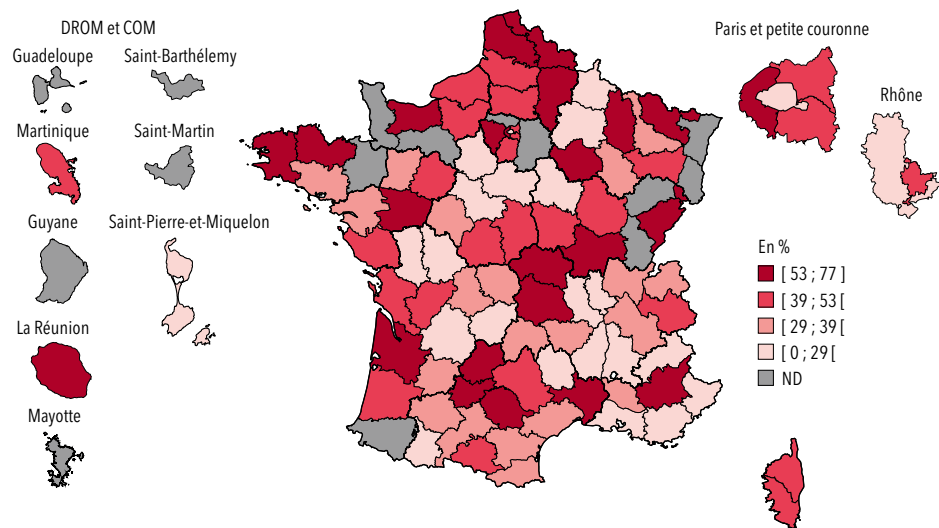 DROM et COM
Guadeloupe
Saint-Barthélemy
Martinique
Saint-Martin
Guyane
Saint-Pierre-et-Miquelon
La Réunion
Mayotte
Paris et petite couronne
Rhône
En %
[ 53 ; 77 ]
[ 39 ; 53 [
[ 29 ; 39 [
[ 0 ; 29 [
ND